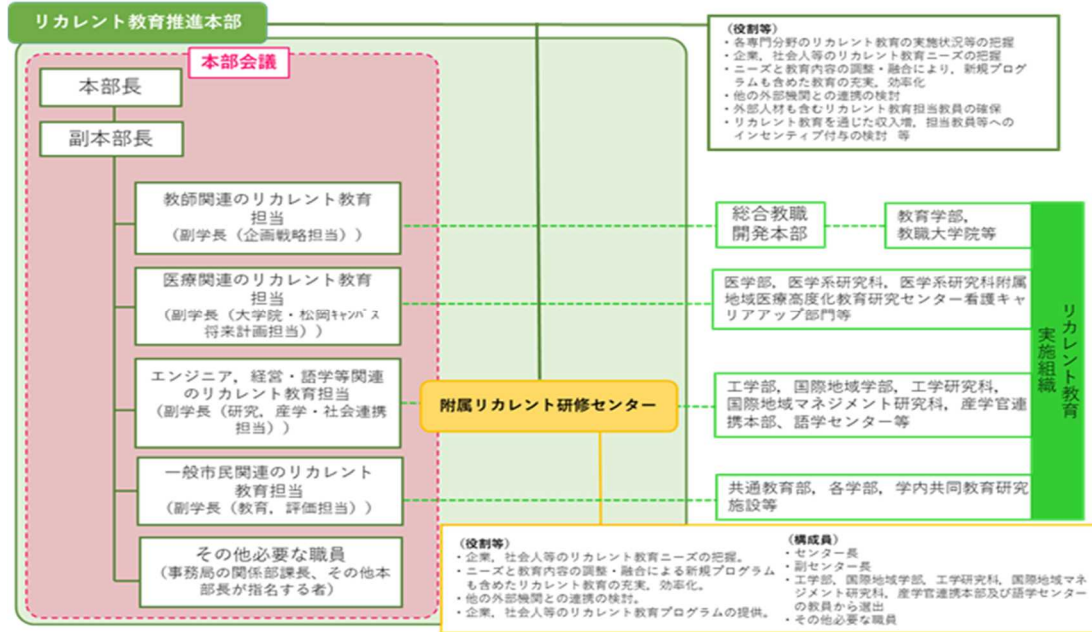 リカレント教育推進本部
本部会議
本部長
副本部長
教師関連のリカレント教育
担当
（副学長（企画戦略担当））
医療関連のリカレント教育
担当
（副学長（大学院・松岡ｷｬﾝﾊﾟｽ
将来計画担当））
エンジニア，経営・語学等関連
のリカレント教育担当
（副学長（研究，産学・社会連携
担当））
一般市民関連のリカレント
教育担当
（副学長（教育，評価担当））
その他必要な職員
（事務局の関係部課長、その他本
部長が指名する者）
附属リカレント研修センター
（役割等）
・各専門分野のリカレント教育の実施状況等の把握
・企業，社会人等のリカレント教育ニーズの把握
・ニーズと教育内容の調整・融合により，新規プログ
ラムも含めた教育の充実，効率化
・他の外部機関との連携の検討
・外部人材も含むリカレント教育担当教員の確保
・リカレント教育を通じた収入増，担当教員等への
インセンティブ付与の検討　等
総合教職
開発本部
教育学部，
教職大学院等
医学部，医学系研究科，医学系研究科附属
地域医療高度化教育研究センター看護キャ
リアアップ部門等
工学部，国際地域学部，工学研究科，
国際地域マネジメント研究科，産学官連
携本部、語学センター等
共通教育部，各学部，学内共同教育研究
施設等
リカレント教育
実施組織
（役割等）
・企業，社会人等のリカレント教育ニーズの把握。
・ニーズと教育内容の調整・融合による新規プログラム
も含めたリカレント教育の充実，効率化。
・他の外部機関との連携の検討。
・企業，社会人等のリカレント教育プログラムの提供。
（構成員）
・センター長
・副センター長
・工学部，国際地域学部，工学研究科，国際地域マネ
ジメント研究科，産学官連携本部及び語学センター
の教員から選出
・その他必要な職員